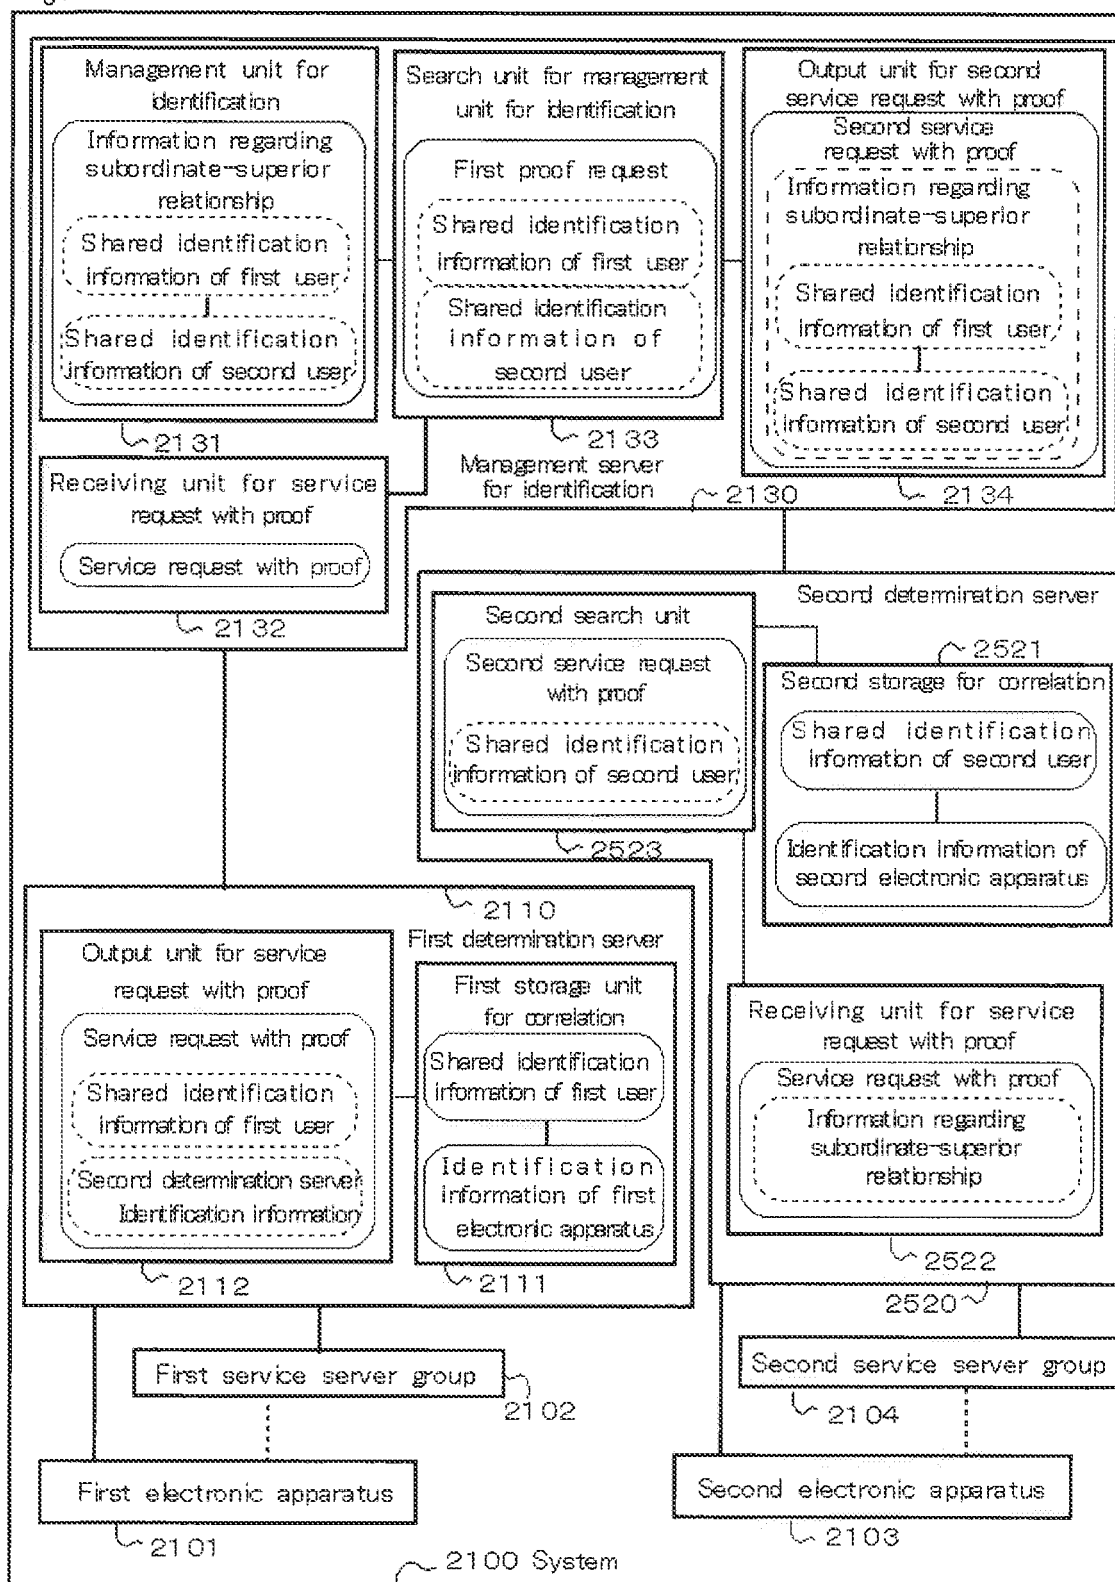 Management unit for
identification
Information regarding
subordinate-superior
relationship
Shared identification
information of first user
Shared identification
information of second user
2131
Search unit for management
unit for identification
First proof request
Shared identification
information of first user
Shared identification
information of
second user
2133
Output unit for second
service request with proof
Second service
request with proof
Information regarding
subordinate-superior
relationship
Shared identification
information of first user
Shared identification
information of second user
2134
Receiving unit for service
request with proof
Service request with proof
2132
Management server
for identification
2130
Second determination server
Second search unit
Second service request
with proof
Shared identification
information of second user
2523
2521
Second storage for correlation
Shared identification
information of second user
Identification information of
second electronic apparatus
2110
First determination server
Output unit for service
request with proof
Service request with proof
Shared identification
information of first user
Second determination server
Identification information
2112
First storage unit
for correlation
Shared identification
information of first user
Identification
information of first
electronic apparatus
2111
Receiving unit for service
request with proof
Service request with proof
Information regarding
subordinate-superior
relationship
2522
2520
First service server group
2102
Second service server group
2104
First electronic apparatus
2101
Second electronic apparatus
2103
2100 System